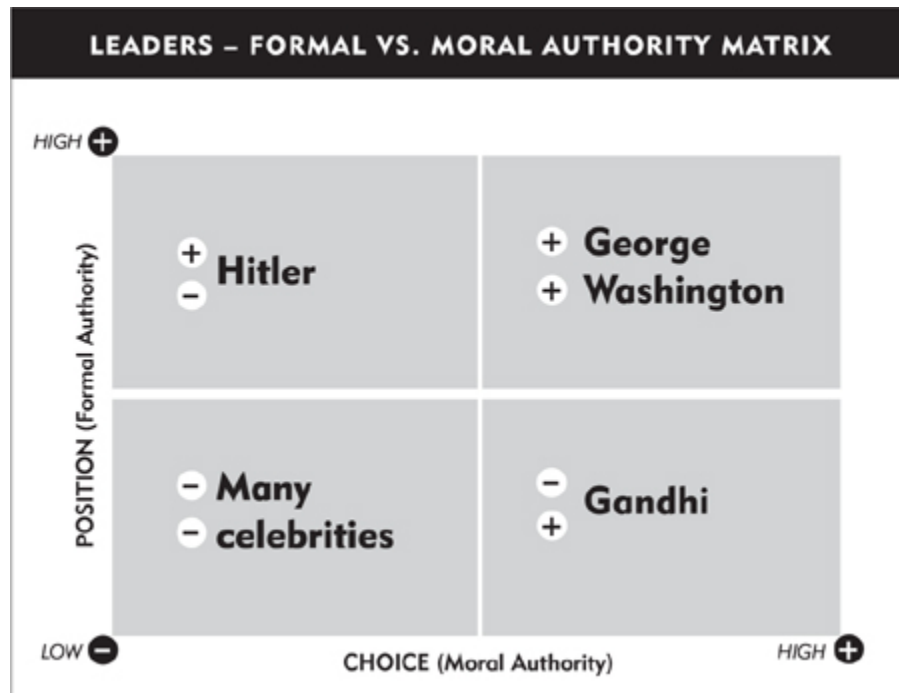 LEADERS – FORMAL VS. MORAL AUTHORITY MATRIX
HIGH +
POSITION (Formal Authority)
+
− Hitler
+ George
+ Washington
− Many
− celebrities
−
+ Gandhi
LOW −
CHOICE (Moral Authority)
HIGH +